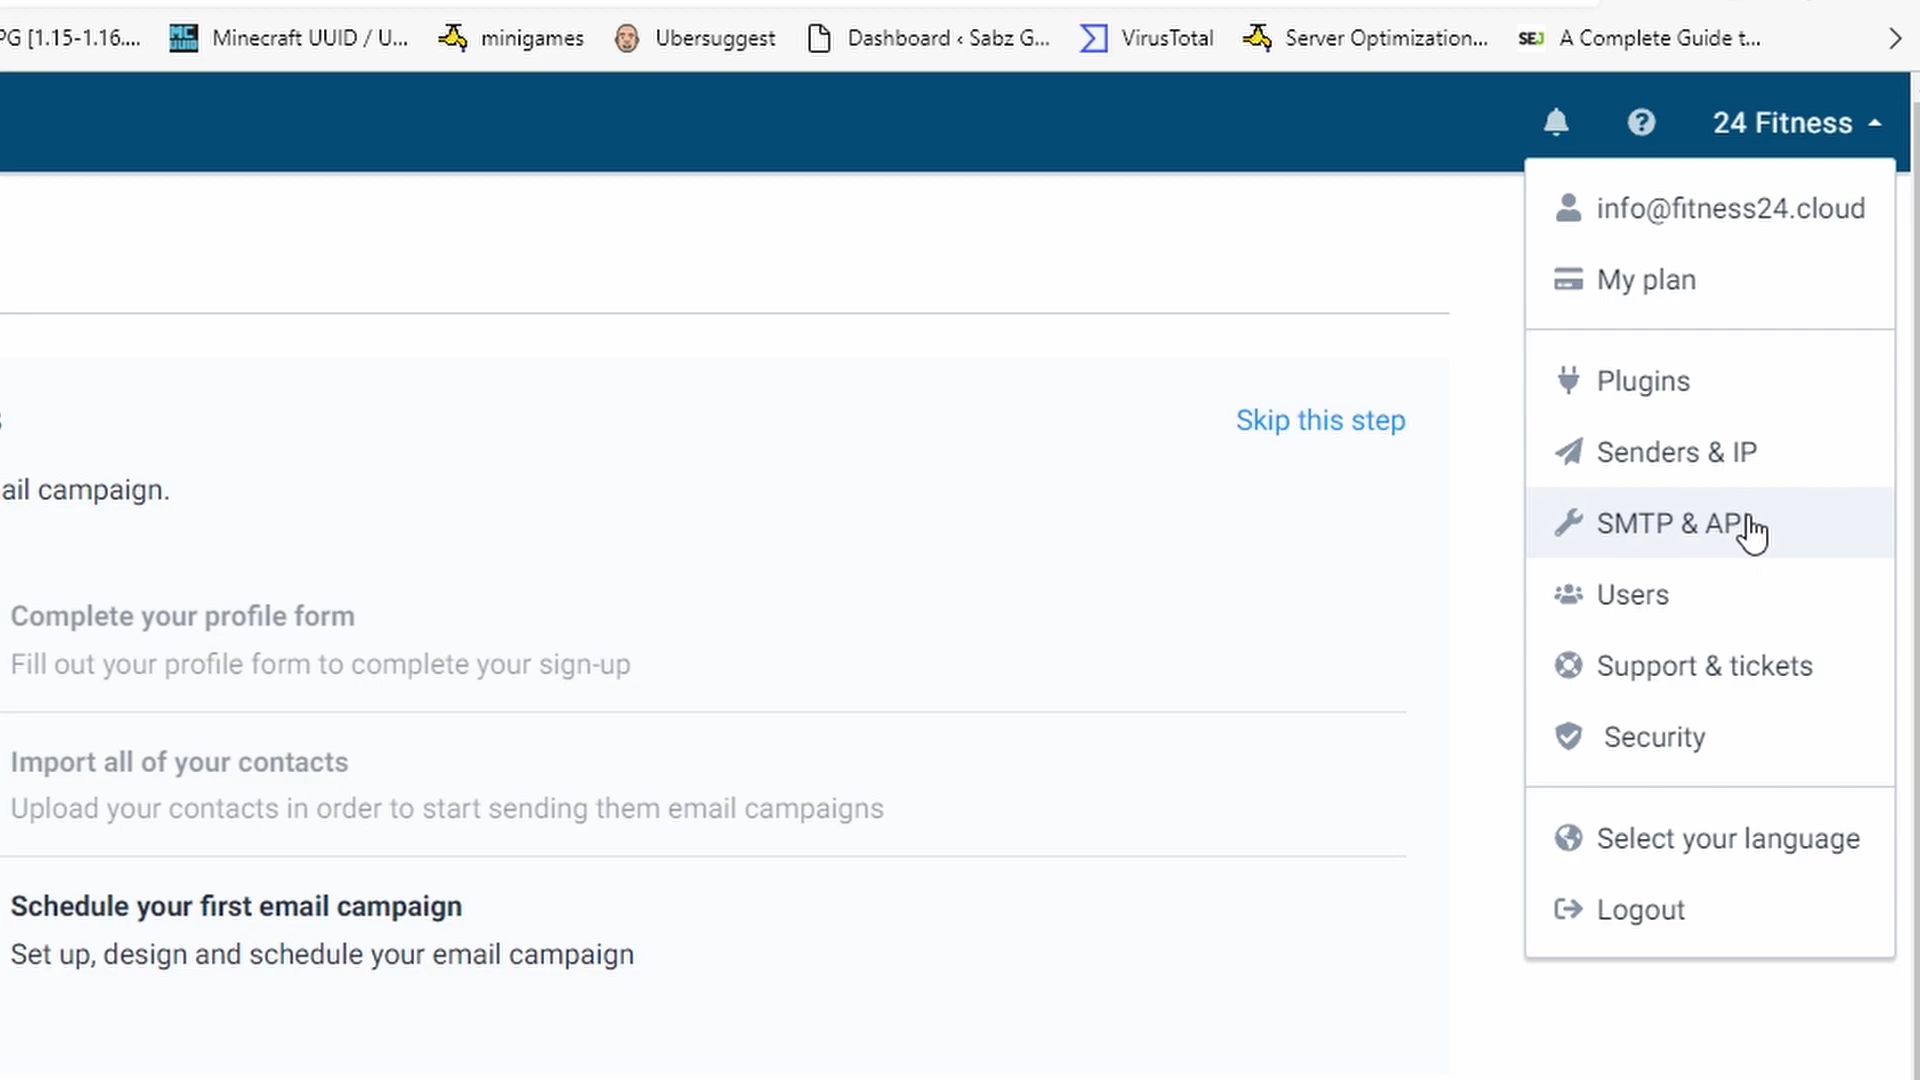 PG [1.15-1.16.... Minecraft UUID / U... minigames Ubersuggest Dashboard ‹ Sabz G... VirusTotal Server Optimization... SEJ A Complete Guide t...
24 Fitness
info@fitness24.cloud
My plan
Plugins
Skip this step
Senders & IP
ail campaign.
SMTP & AP
Users
Complete your profile form
Fill out your profile form to complete your sign-up
Support & tickets
Security
Import all of your contacts
Upload your contacts in order to start sending them email campaigns
Select your language
Schedule your first email campaign
Logout
Set up, design and schedule your email campaign